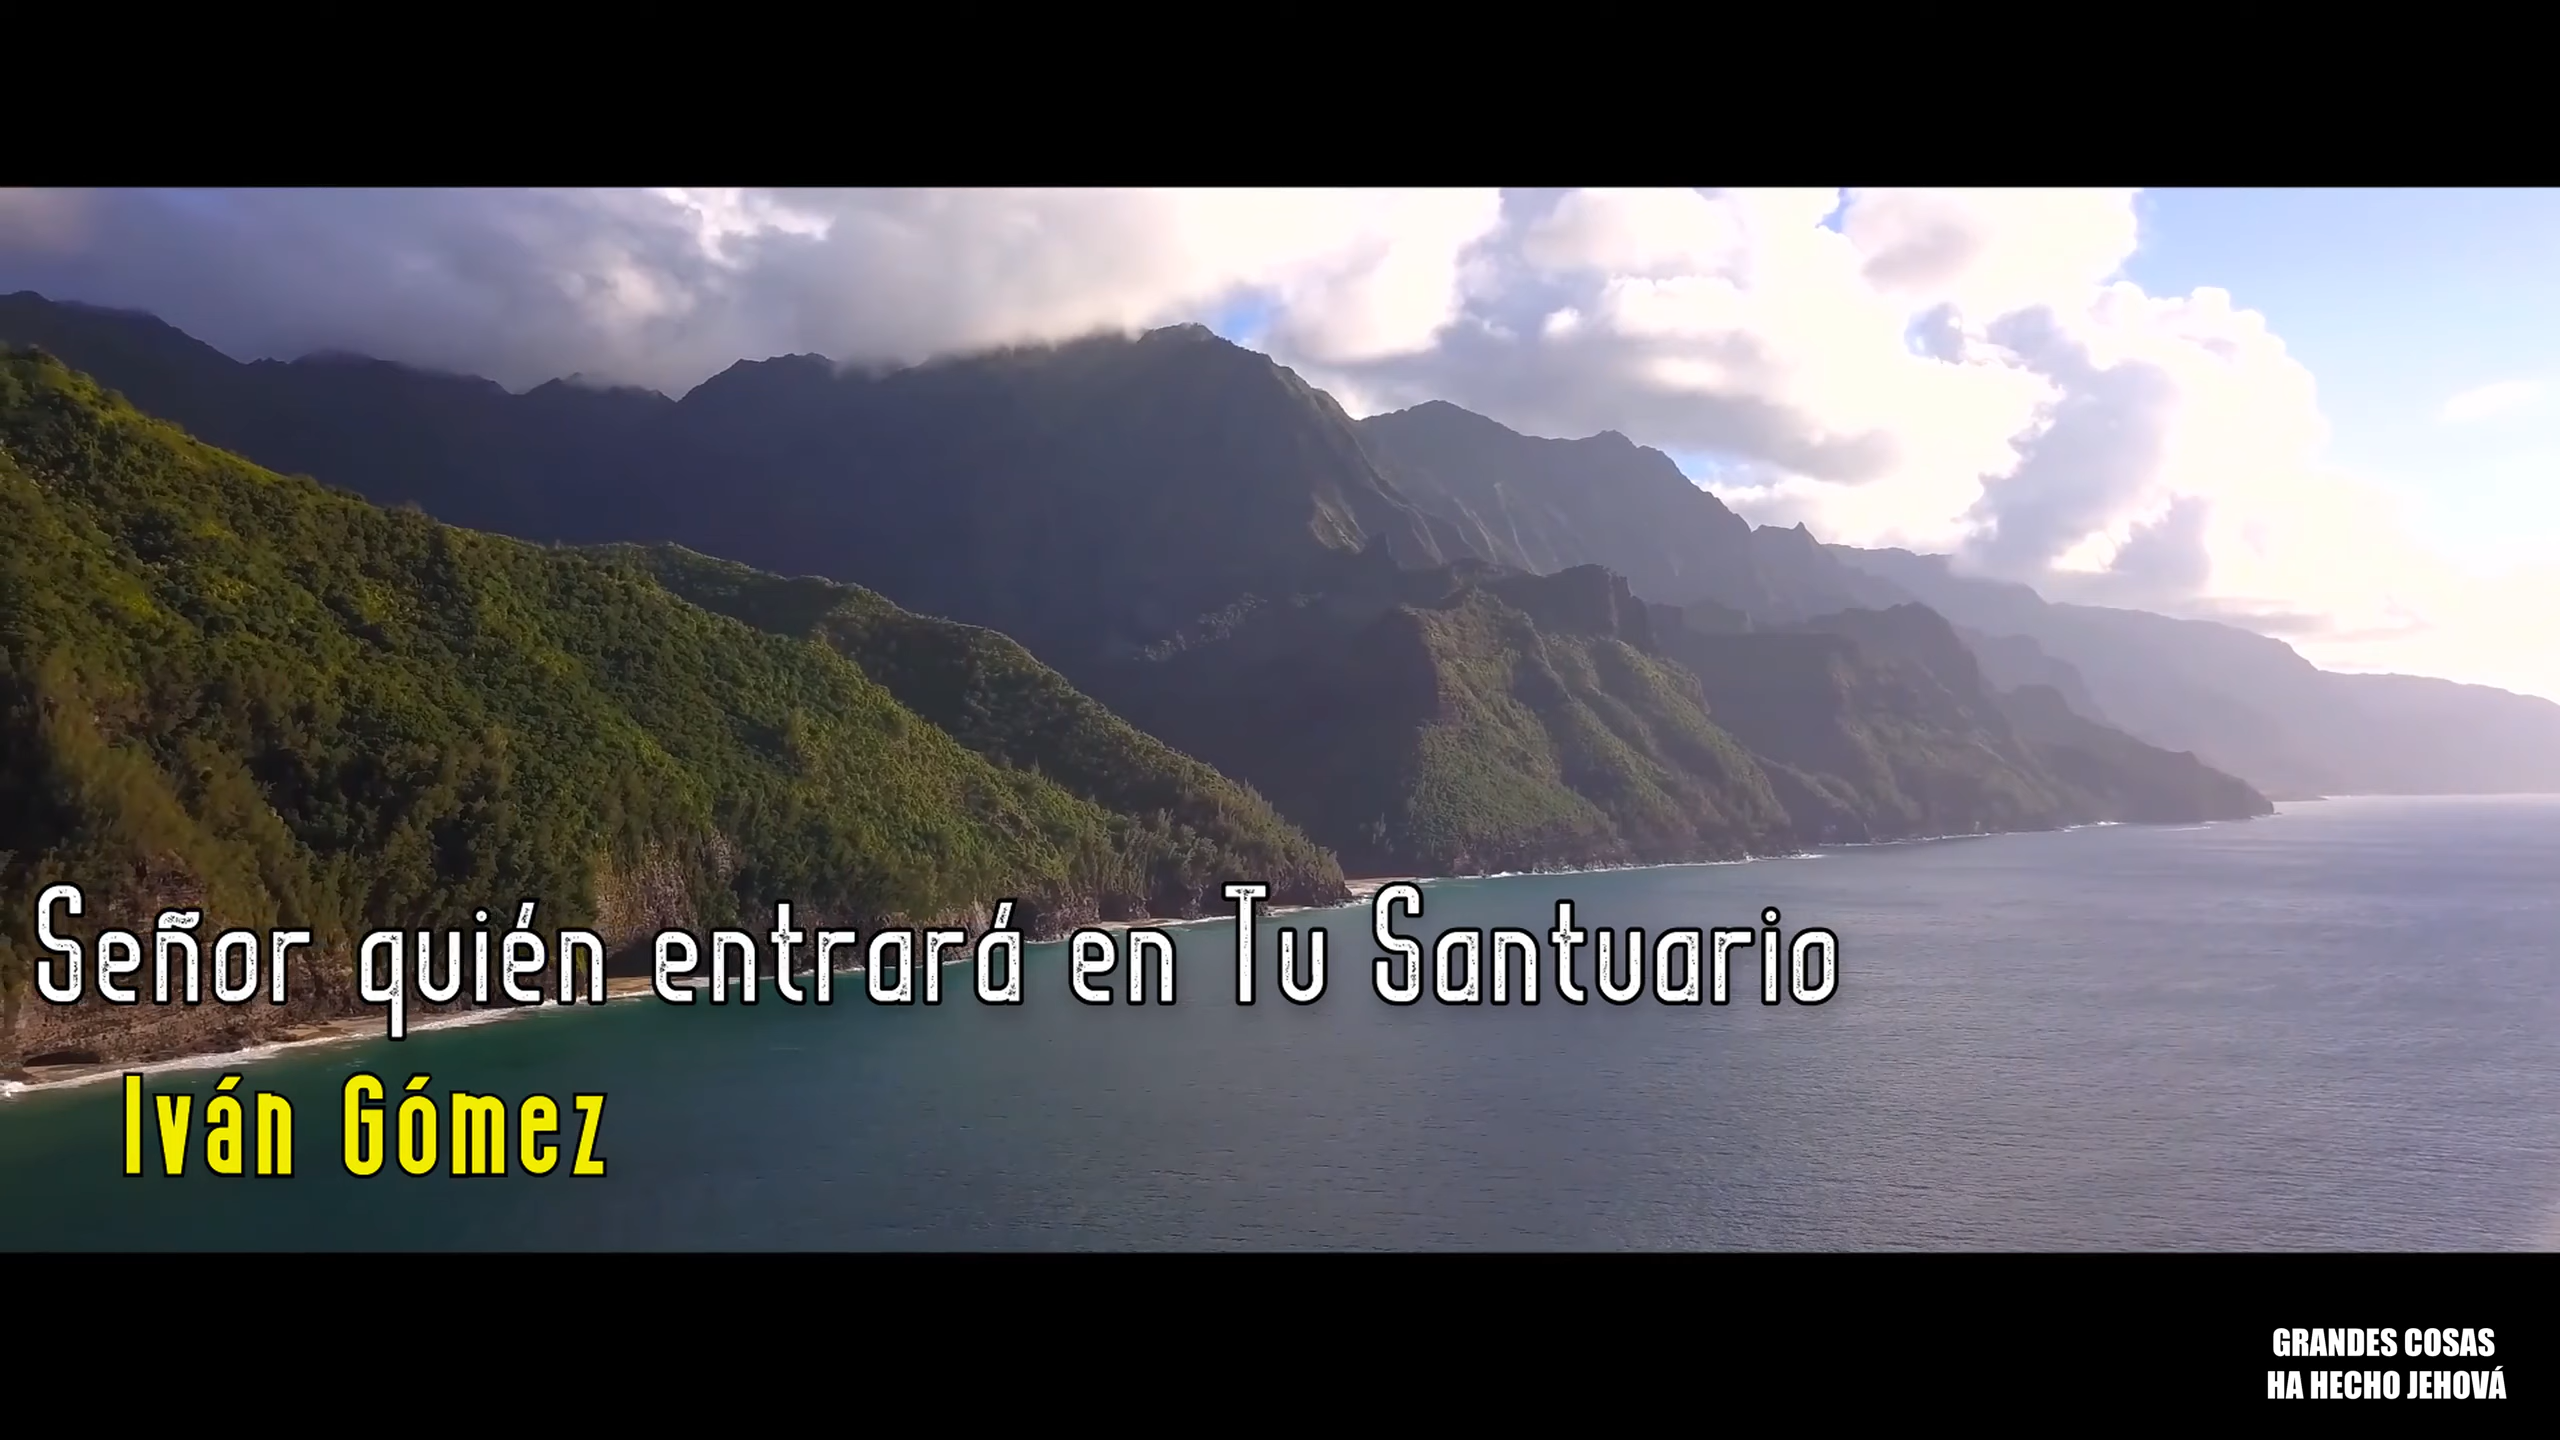 Señor quién entrará en Tu Santuario
Iván Gómez
GRANDES COSAS
HA HECHO JEHOVÁ